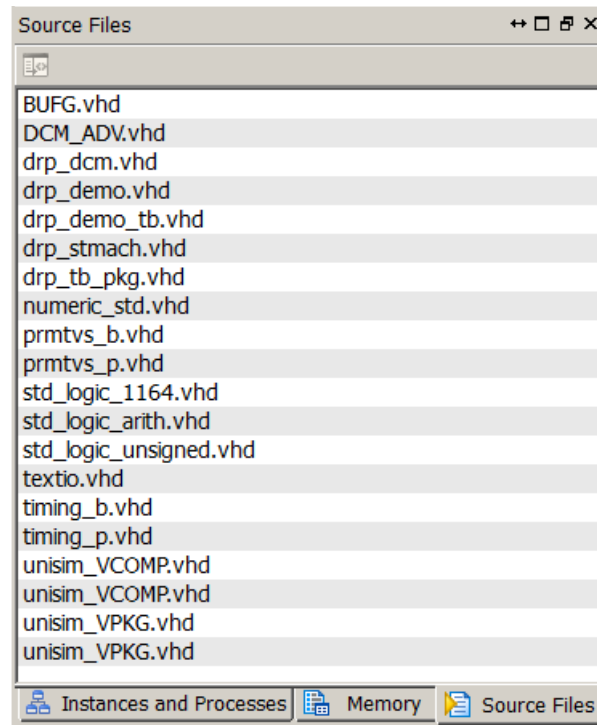 Source Files
BUFG.vhd
DCM_ADV.vhd
drp_dcm.vhd
drp_demo.vhd
drp_demo_tb.vhd
drp_stmach.vhd
drp_tb_pkg.vhd
numeric_std.vhd
prmtvs_b.vhd
prmtvs_p.vhd
std_logic_1164.vhd
std_logic_arith.vhd
std_logic_unsigned.vhd
textio.vhd
timing_b.vhd
timing_p.vhd
unisim_VCOMP.vhd
unisim_VCOMP.vhd
unisim_VPKG.vhd
unisim_VPKG.vhd
Instances and Processes Memory Source Files